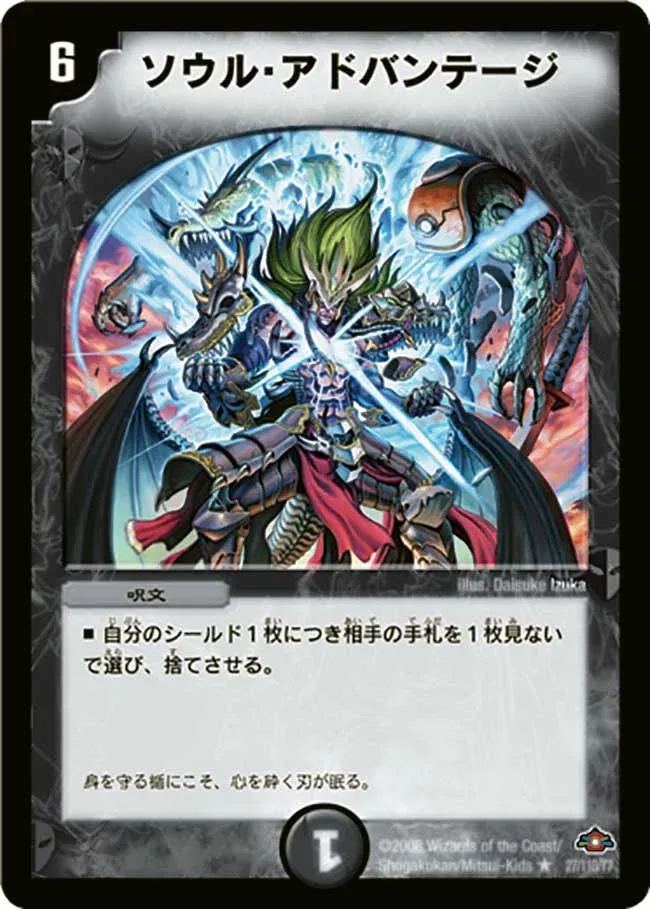 6
ソウル・アドバンテージ
illus. Daisuke Izuka
呪文
■ 自分のシールド1枚につき相手の手札を1枚見ない
で選び、捨てさせる。
身を守る楯にこそ、心を砕く刃が眠る。
1
©2008 Wizards of the Coast/
Shogakukan/Mitsui-Kids ★ 27/110/Y7